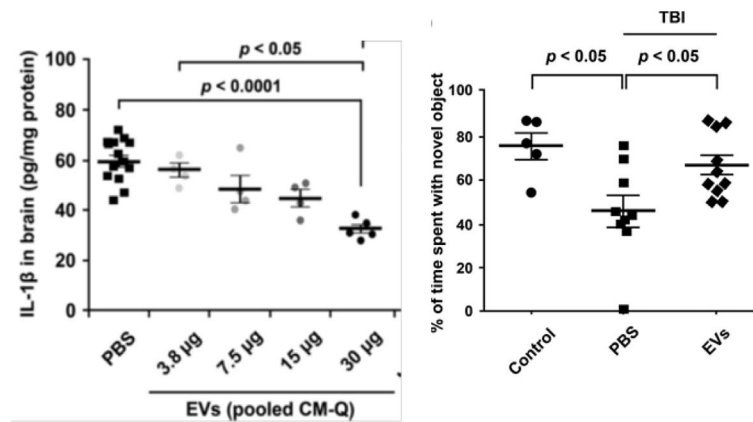 p < 0.05
p < 0.0001
IL-1β in brain (pg/mg protein)
100
80
60
40
20
0
PBS
3.8 µg
7.5 µg
15 µg
30 µg
EVs (pooled CM-Q)
TBI
p < 0.05
p < 0.05
% of time spent with novel object
100
80
60
40
20
0
Control
PBS
EVs